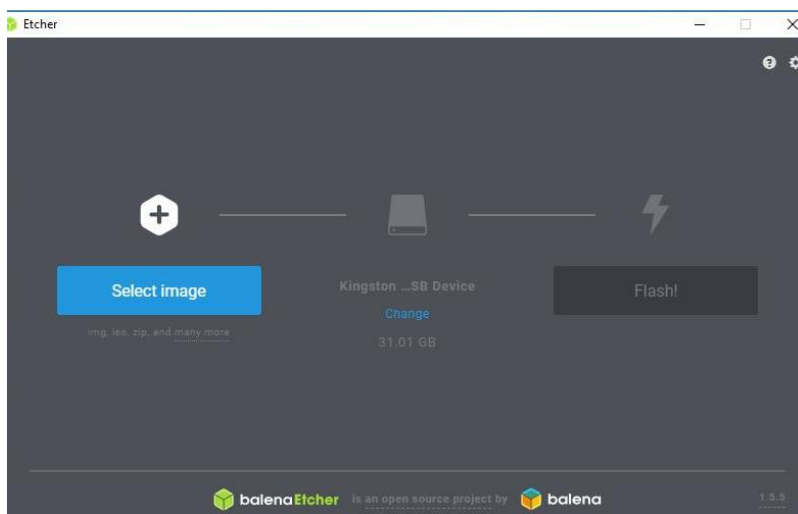 Etcher
Select image
img, iso, zip, and many more
Kingston ...SB Device
Change
31.01 GB
Flash!
balenaEtcher is an open source project by balena
1.5.5